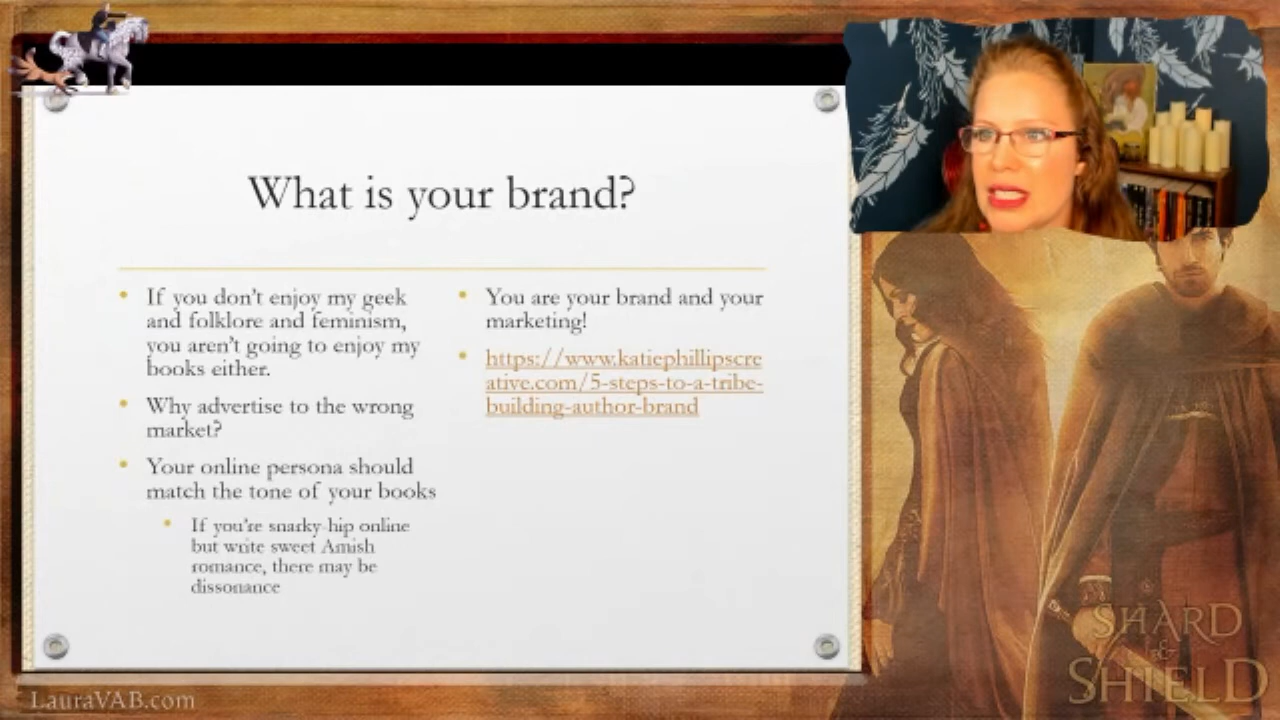 What is your brand?
If you don't enjoy my geek
and folklore and feminism,
you aren't going to enjoy my
books either.
Why advertise to the wrong
market?
Your online persona should
match the tone of your books
If you're snarky-hip online
but write sweet Amish
romance, there may be
dissonance
You are your brand and your
marketing!
https://www.katiephillipscre
ative.com/5-steps-to-a-tribe-
building-author-brand
SHARD
&
SHIELD
LauraVAB.com